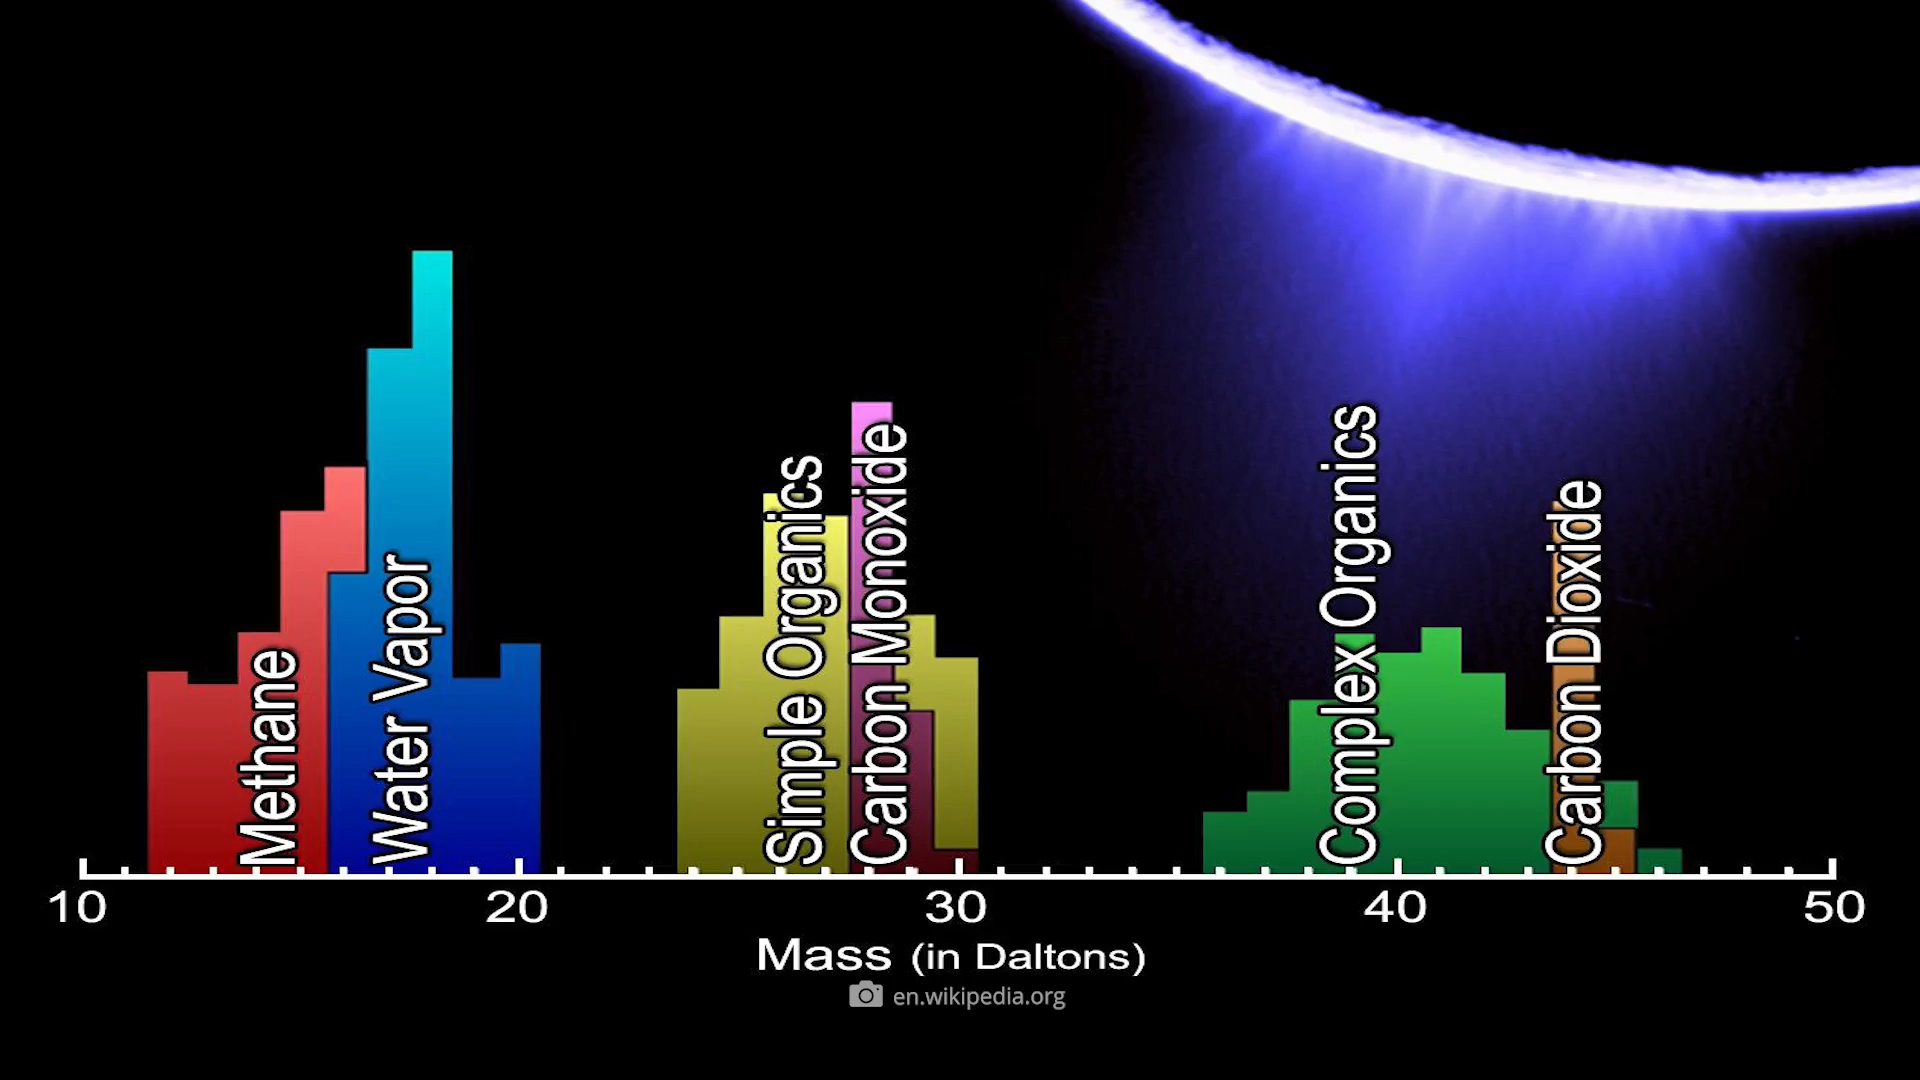 Methane
Water Vapor
Simple Organics
Carbon Monoxide
Complex Organics
Carbon Dioxide
10 20 30 40 50
Mass (in Daltons)
en.wikipedia.org